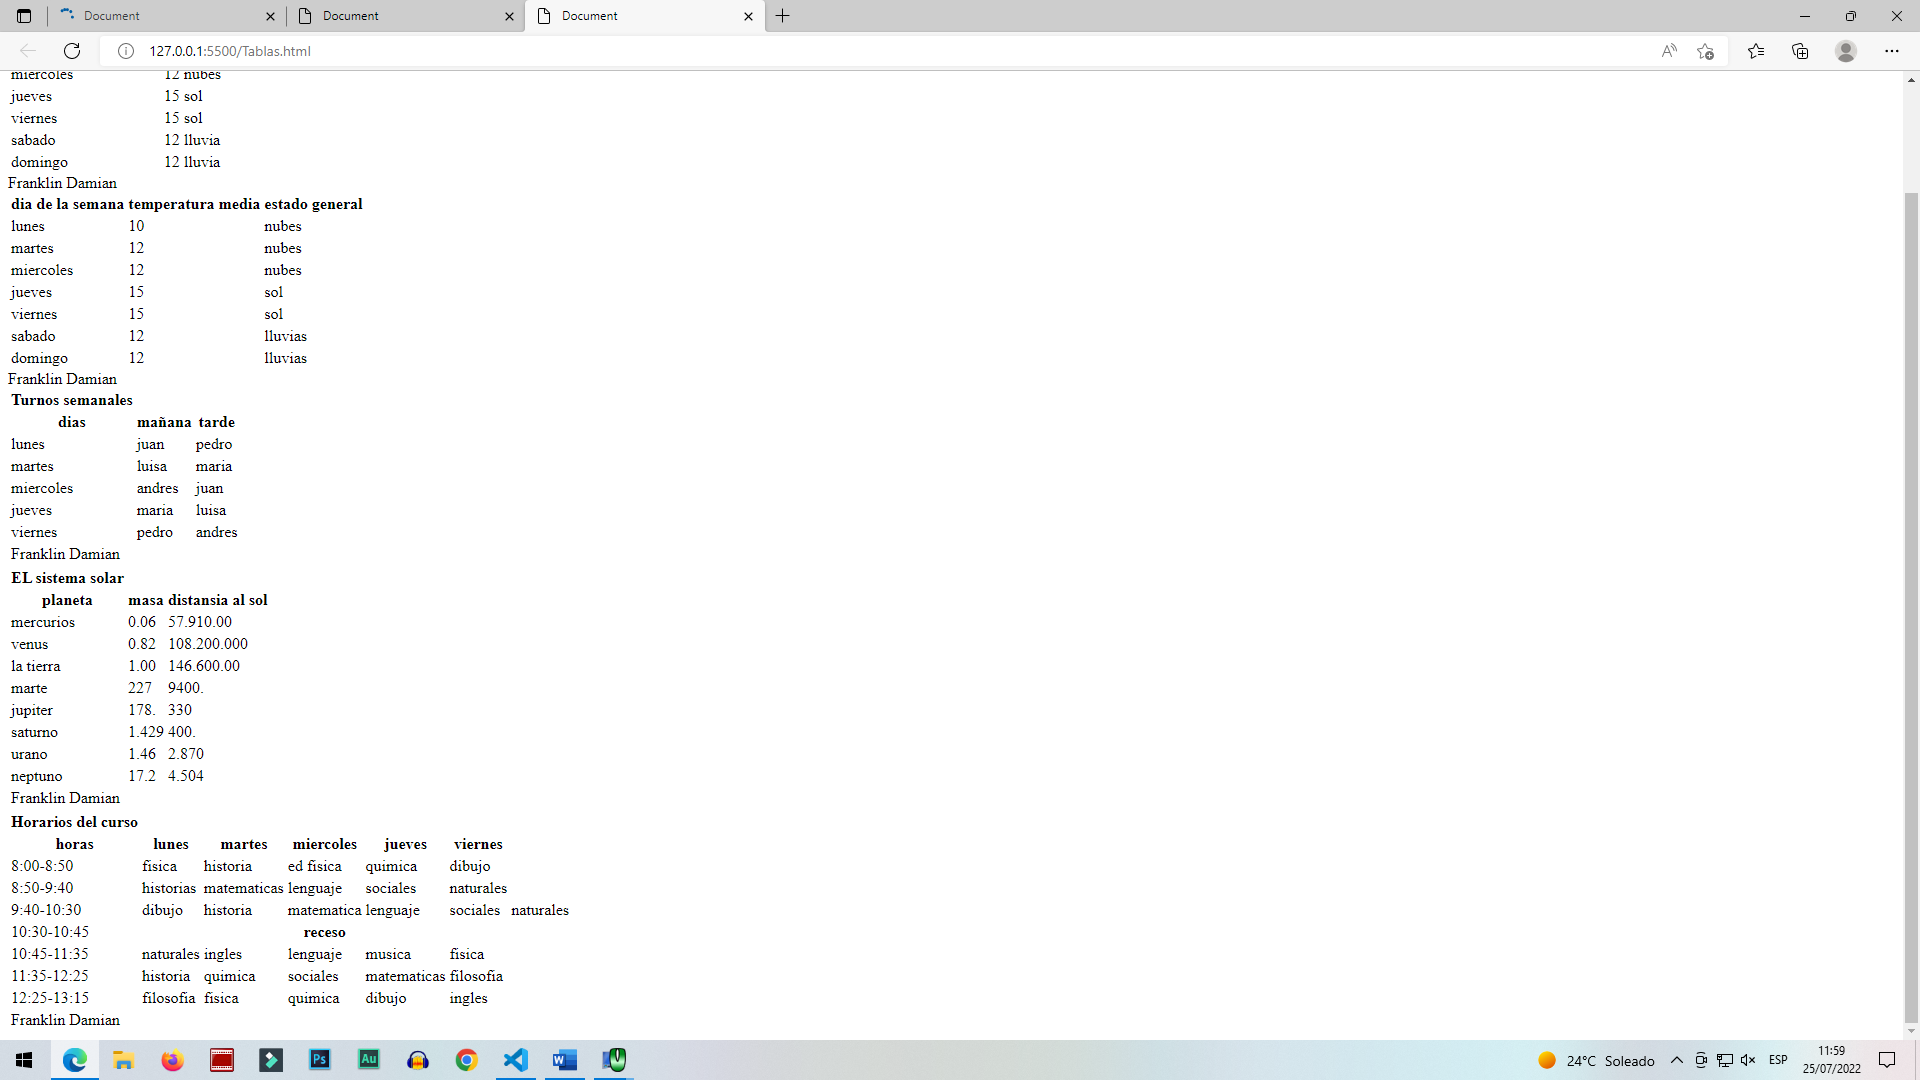 Document
Document
Document
127.0.0.1:5500/Tablas.html
miercoles 12 nubes
jueves 15 sol
viernes 15 sol
sabado 12 lluvia
domingo 12 lluvia
Franklin Damian
dia de la semana temperatura media estado general
lunes 10 nubes
martes 12 nubes
miercoles 12 nubes
jueves 15 sol
viernes 15 sol
sabado 12 lluvias
domingo 12 lluvias
Franklin Damian
Turnos semanales
dias mañana tarde
lunes juan pedro
martes luisa maria
miercoles andres juan
jueves maria luisa
viernes pedro andres
Franklin Damian
EL sistema solar
planeta masa distansia al sol
mercurios 0.06 57.910.00
venus 0.82 108.200.000
la tierra 1.00 146.600.00
marte 227 9400.
jupiter 178. 330
saturno 1.429 400.
urano 1.46 2.870
neptuno 17.2 4.504
Franklin Damian
Horarios del curso
horas lunes martes miercoles jueves viernes
8:00-8:50 fisica historia ed física quimica dibujo
8:50-9:40 historias matematicas lenguaje sociales naturales
9:40-10:30 dibujo historia matematica lenguaje sociales naturales
10:30-10:45 receso
10:45-11:35 naturales ingles lenguaje musica física
11:35-12:25 historia quimica sociales matematicas filosofía
12:25-13:15 filosofia fisica quimica dibujo ingles
Franklin Damian
Ps
Au
24°C Soleado
ESP
11:59
25/07/2022